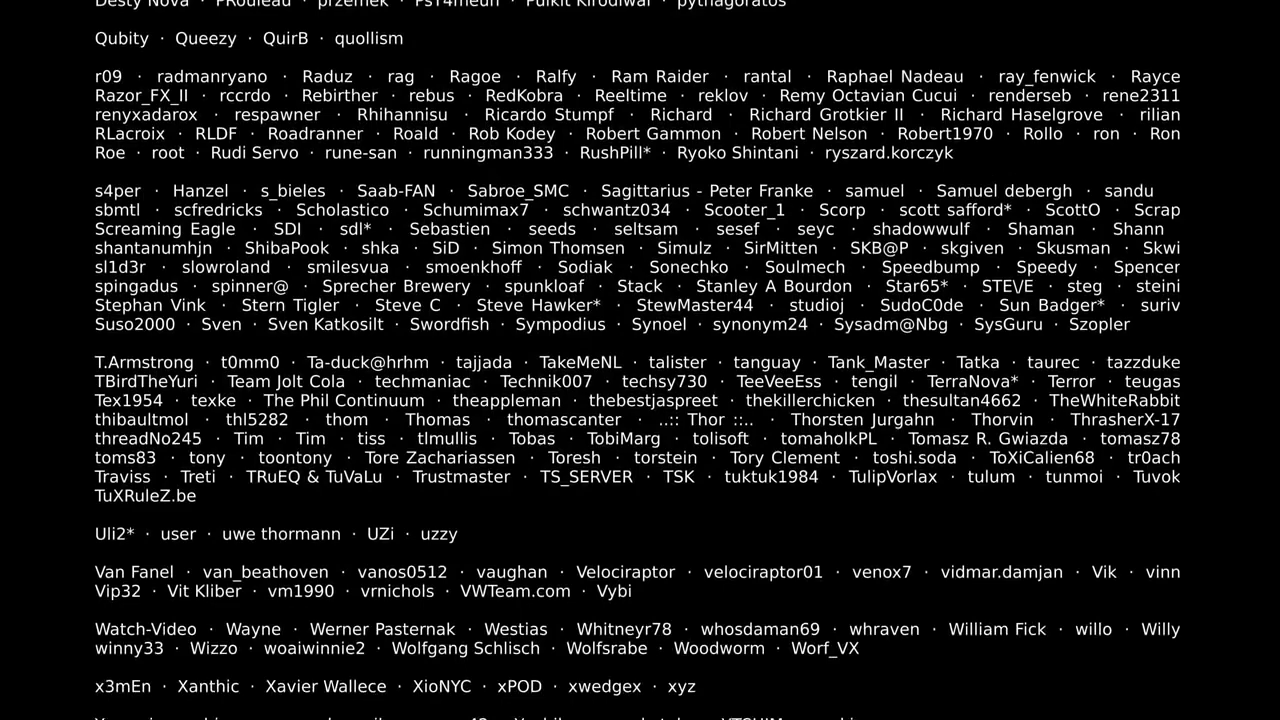 Desty Nova · PRouleau · przemek · PsT4meun · Pulkit Kirodiwal · pythagoratos
Qubity · Queezy · QuirB · quollism
r09 · radmanryano · Raduz · rag · Ragoe · Ralfy · Ram Raider · rantal · Raphael Nadeau · ray_fenwick · Rayce
Razor_FX_II · rccrdo · Rebirther · rebus · RedKobra · Reeltime · reklov · Remy Octavian Cucui · renderseb · rene2311
renyxadarox · respawner · Rhihannisu · Ricardo Stumpf · Richard · Richard Grotkier II · Richard Haselgrove · rilian
RLacroix · RLDF · Roadranner · Roald · Rob Kodey · Robert Gammon · Robert Nelson · Robert1970 · Rollo · ron · Ron
Roe · root · Rudi Servo · rune-san · runningman333 · RushPill* · Ryoko Shintani · ryszard.korczyk
s4per · Hanzel · s_bieles · Saab-FAN · Sabroe_SMC · Sagittarius - Peter Franke · samuel · Samuel debergh · sandu
sbmtl · scfredricks · Scholastico · Schumimax7 · schwantz034 · Scooter_1 · Scorp · scott safford* · ScottO · Scrap
Screaming Eagle · SDI · sdl* · Sebastien · seeds · seltsam · sesef · seyc · shadowwulf · Shaman · Shann
shantanumhjn · ShibaPook · shka · SiD · Simon Thomsen · Simulz · SirMitten · SKB@P · skgiven · Skusman · Skwi
sl1d3r · slowroland · smilesvua · smoenkhoff · Sodiak · Sonechko · Soulmech · Speedbump · Speedy · Spencer
spingadus · spinner@ · Sprecher Brewery · spunkloaf · Stack · Stanley A Bourdon · Star65* · STE\/E · steg · steini
Stephan Vink · Stern Tigler · Steve C · Steve Hawker* · StewMaster44 · studioj · SudoC0de · Sun Badger* · suriv
Suso2000 · Sven · Sven Katkosilt · Swordfish · Sympodius · Synoel · synonym24 · Sysadm@Nbg · SysGuru · Szopler
T.Armstrong · t0mm0 · Ta-duck@hrhm · tajjada · TakeMeNL · talister · tanguay · Tank_Master · Tatka · taurec · tazzduke
TBirdTheYuri · Team Jolt Cola · techmaniac · Technik007 · techsy730 · TeeVeeEss · tengil · TerraNova* · Terror · teugas
Tex1954 · texke · The Phil Continuum · theappleman · thebestjaspreet · thekillerchicken · thesultan4662 · TheWhiteRabbit
thibaultmol · thl5282 · thom · Thomas · thomascanter · ..:: Thor ::.. · Thorsten Jurgahn · Thorvin · ThrasherX-17
threadNo245 · Tim · Tim · tiss · tlmullis · Tobas · TobiMarg · tolisoft · tomaholkPL · Tomasz R. Gwiazda · tomasz78
toms83 · tony · toontony · Tore Zachariassen · Toresh · torstein · Tory Clement · toshi.soda · ToXiCalien68 · tr0ach
Traviss · Treti · TRuEQ & TuVaLu · Trustmaster · TS_SERVER · TSK · tuktuk1984 · TulipVorlax · tulum · tunmoi · Tuvok
TuXRuleZ.be
Uli2* · user · uwe thormann · UZi · uzzy
Van Fanel · van_beathoven · vanos0512 · vaughan · Velociraptor · velociraptor01 · venox7 · vidmar.damjan · Vik · vinn
Vip32 · Vit Kliber · vm1990 · vrnichols · VWTeam.com · Vybi
Watch-Video · Wayne · Werner Pasternak · Westias · Whitneyr78 · whosdaman69 · whraven · William Fick · willo · Willy
winny33 · Wizzo · woaiwinnie2 · Wolfgang Schlisch · Wolfsrabe · Woodworm · Worf_VX
x3mEn · Xanthic · Xavier Wallece · XioNYC · xPOD · xwedgex · xyz